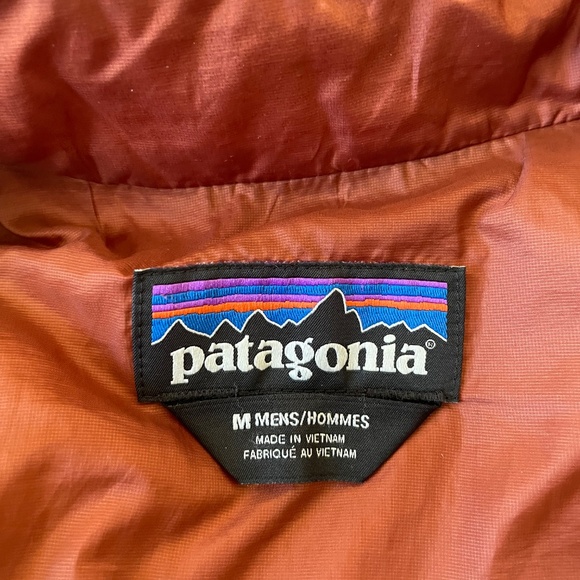 patagonia®
M MENS/HOMMES
MADE IN VIETNAM
FABRIQUÉ AU VIETNAM